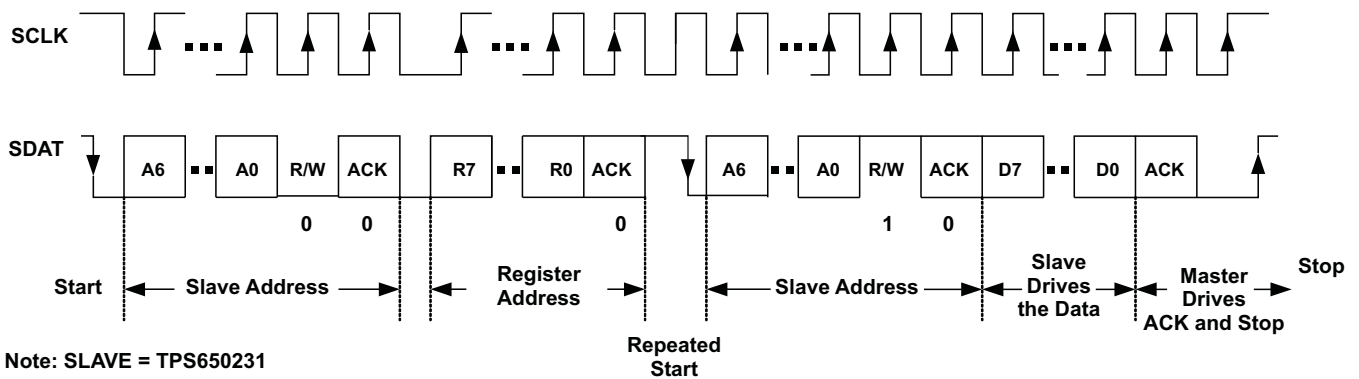 SCLK
SDAT
A6 A0 R/W ACK R7 R0 ACK A6 A0 R/W ACK D7 D0 ACK
0 0 0 1 0
Start
Slave Address
Register
Address
Repeated
Start
Slave Address
Slave
Drives
the Data
Master
Drives
ACK and Stop
Stop
Note: SLAVE = TPS650231